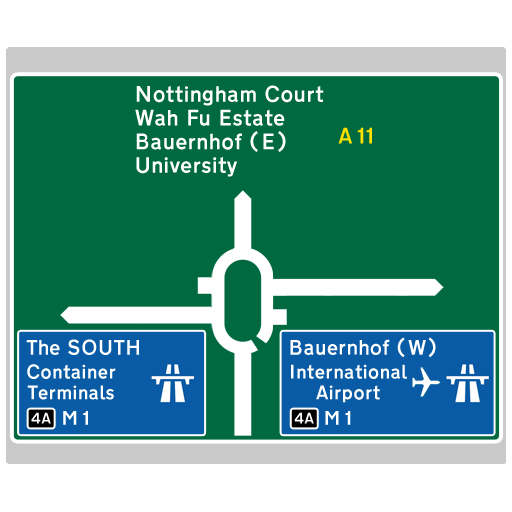 Nottingham Court
Wah Fu Estate
Bauernhof (E)
University
A 11
The SOUTH
Container
Terminals
4A M 1
Bauernhof (W)
International
Airport
4A M 1